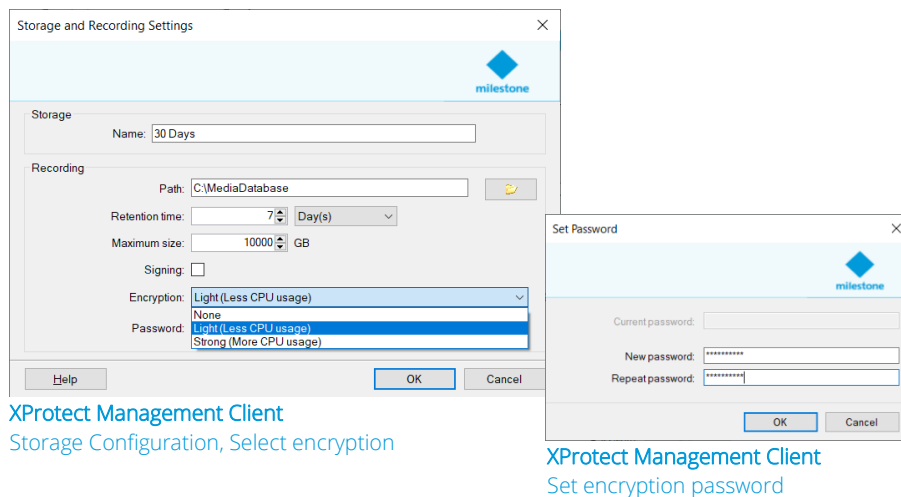 Storage and Recording Settings
milestone
Storage
Name: 30 Days
Recording
Path: C:\MediaDatabase
Retention time: 7 Day(s)
Maximum size: 10000 GB
Signing:
Encryption: Light (Less CPU usage)
None
Password: Light (Less CPU usage)
Strong (More CPU usage)
Help OK Cancel
XProtect Management Client
Storage Configuration, Select encryption
Set Password
milestone
Current password:
New password: **********
Repeat password: **********
OK Cancel
XProtect Management Client
Set encryption password